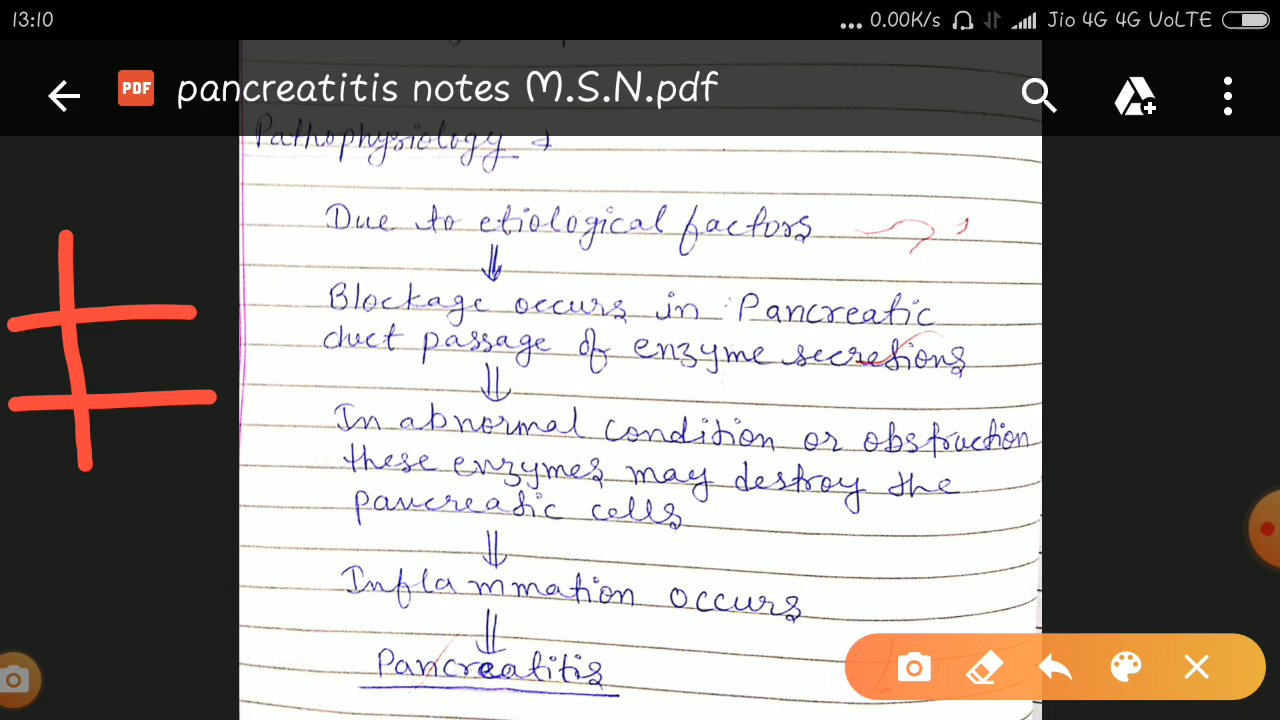 13:10 ... 0.00K/s Jio 4G 4G VoLTE
PDF pancreatitis notes M.S.N.pdf
Pathophysiology →
Due to etiological factors
⇓
Blockage occurs in Pancreatic
duct passage of enzyme secretions
⇓
In abnormal condition or obstruction
these enzymes may destroy the
pancreatic cells
⇓
Inflammation occurs
⇓
Pancreatitis